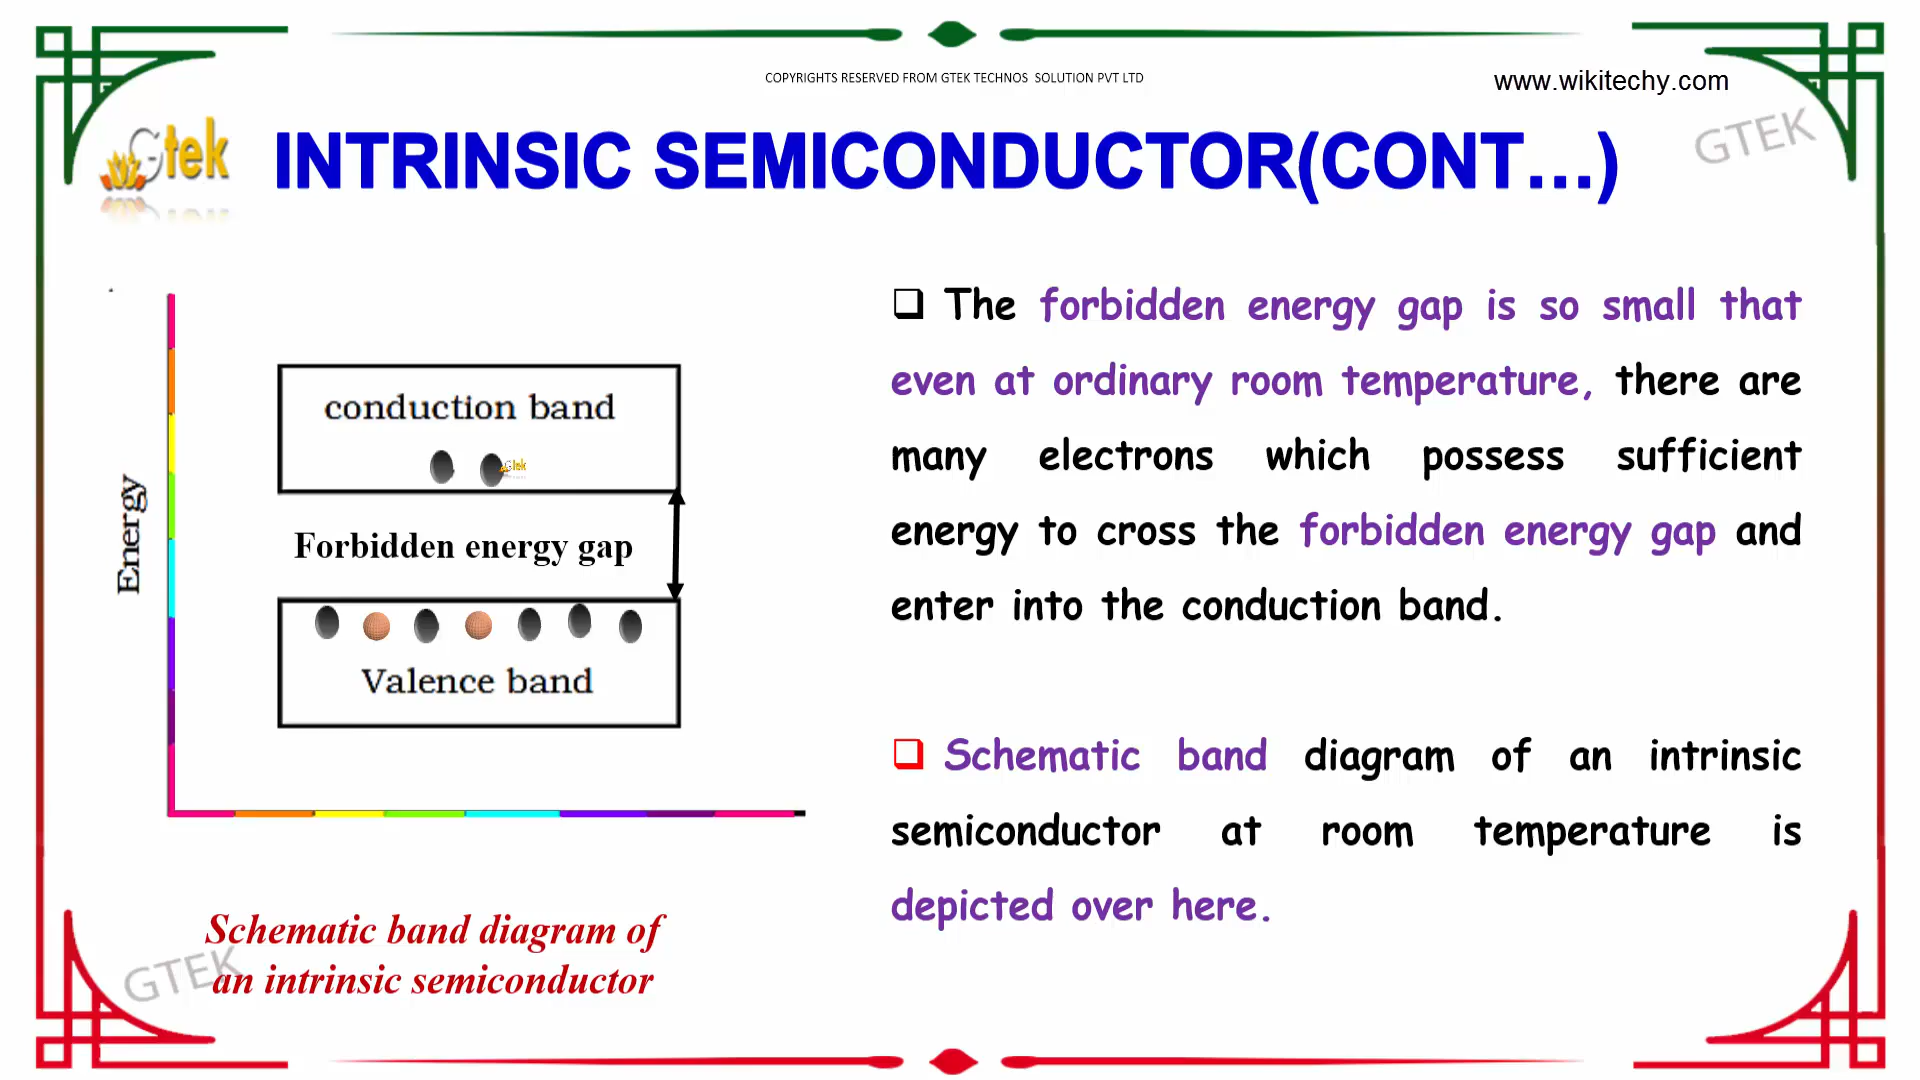 COPYRIGHTS RESERVED FROM GTEK TECHNOS SOLUTION PVT LTD
www.wikitechy.com
Gtek
INTRINSIC SEMICONDUCTOR(CONT...)
GTEK
Energy
conduction band
Gtek
Forbidden energy gap
Valence band
Schematic band diagram of
an intrinsic semiconductor
GTEK
The forbidden energy gap is so small that
even at ordinary room temperature, there are
many electrons which possess sufficient
energy to cross the forbidden energy gap and
enter into the conduction band.
Schematic band diagram of an intrinsic
semiconductor at room temperature is
depicted over here.